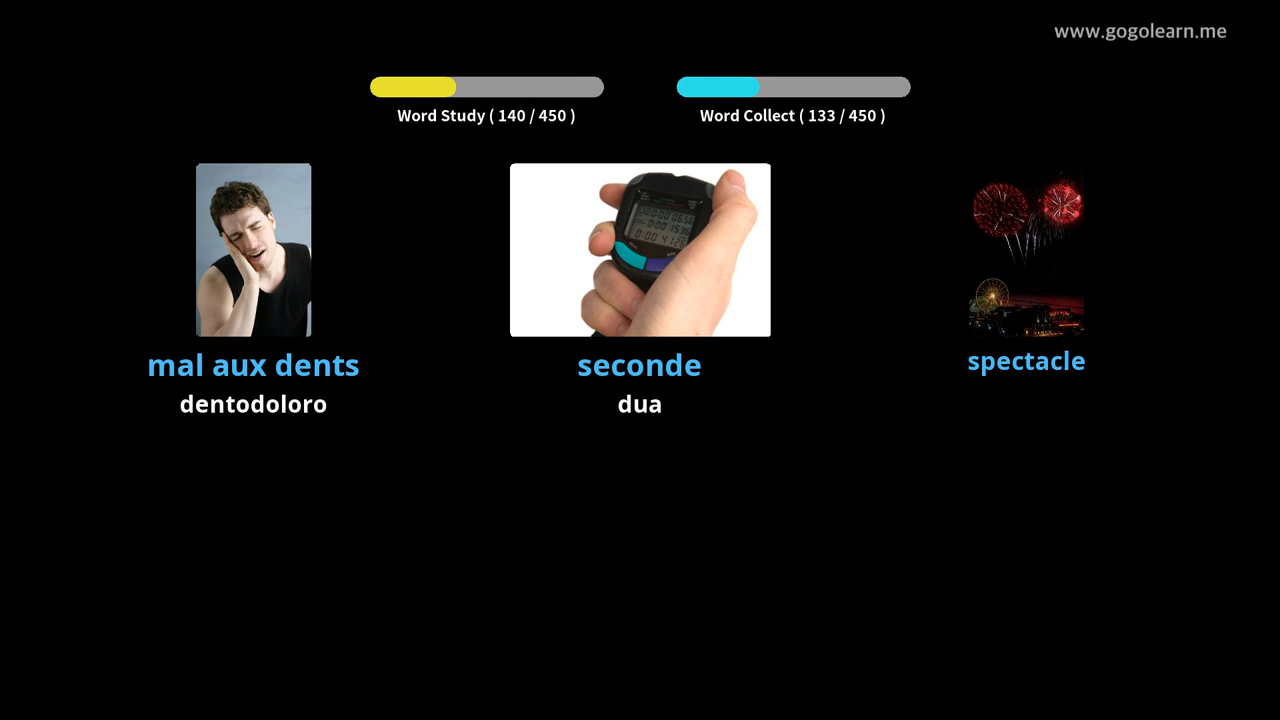 www.gogolearn.me
Word Study ( 140 / 450 )
Word Collect ( 133 / 450 )
mal aux dents
dentodoloro
seconde
dua
spectacle